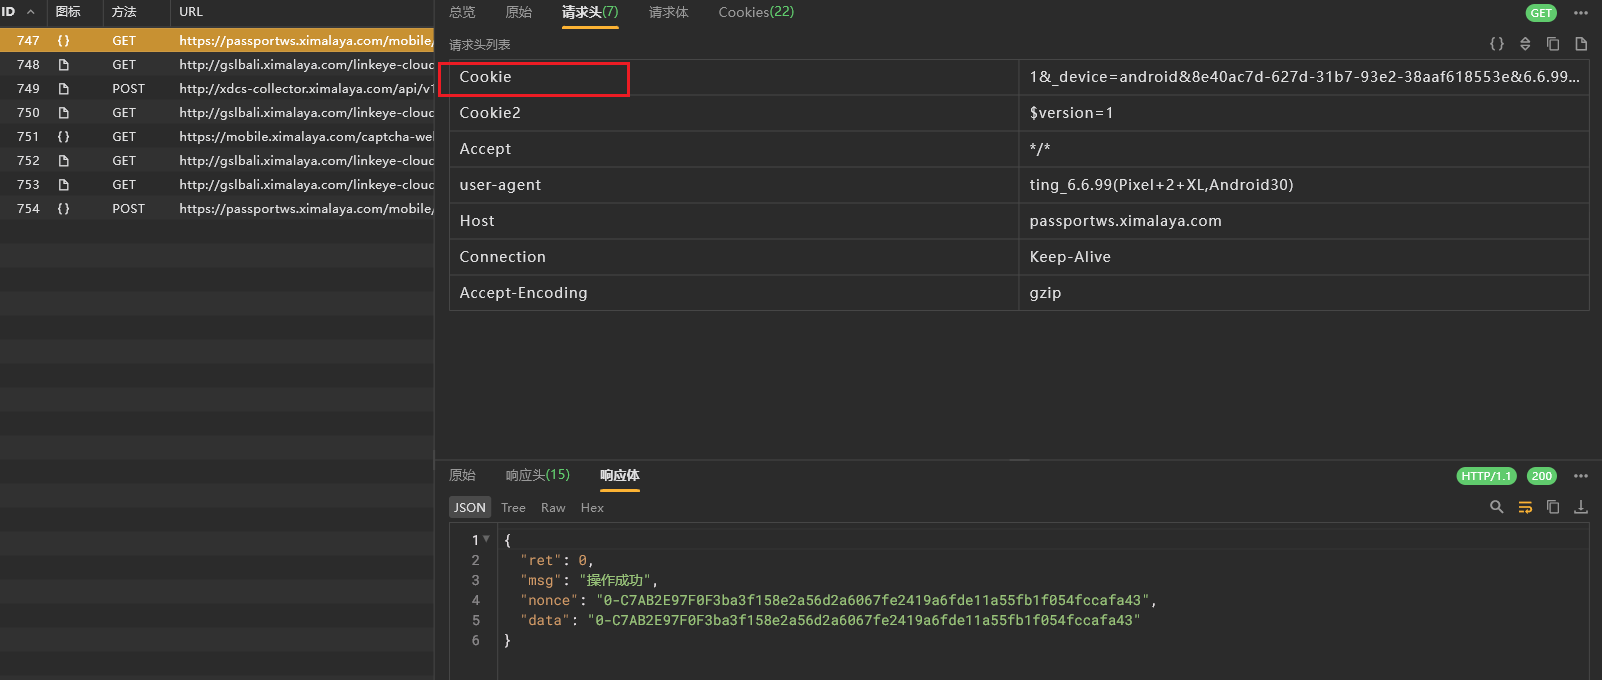 ID 图标 方法 URL
747 {} GET https://passportws.ximalaya.com/mobile/
748 GET http://gslbali.ximalaya.com/linkeye-cloud
749 POST http://xdcs-collector.ximalaya.com/api/v1
750 GET http://gslbali.ximalaya.com/linkeye-cloud
751 {} GET https://mobile.ximalaya.com/captcha-we
752 GET http://gslbali.ximalaya.com/linkeye-cloud
753 GET http://gslbali.ximalaya.com/linkeye-cloud
754 {} POST https://passportws.ximalaya.com/mobile/
总览 原始 请求头(7) 请求体 Cookies(22) GET ···
请求头列表 {}
Cookie 1&_device=android&8e40ac7d-627d-31b7-93e2-38aaf618553e&6.6.99...
Cookie2 $version=1
Accept */*
user-agent ting_6.6.99(Pixel+2+XL,Android30)
Host passportws.ximalaya.com
Connection Keep-Alive
Accept-Encoding gzip
原始 响应头(15) 响应体 HTTP/1.1 200 ···
JSON Tree Raw Hex
1 {
2 "ret": 0,
3 "msg": "操作成功",
4 "nonce": "0-C7AB2E97F0F3ba3f158e2a56d2a6067fe2419a6fde11a55fb1f054fccafa43",
5 "data": "0-C7AB2E97F0F3ba3f158e2a56d2a6067fe2419a6fde11a55fb1f054fccafa43"
6 }